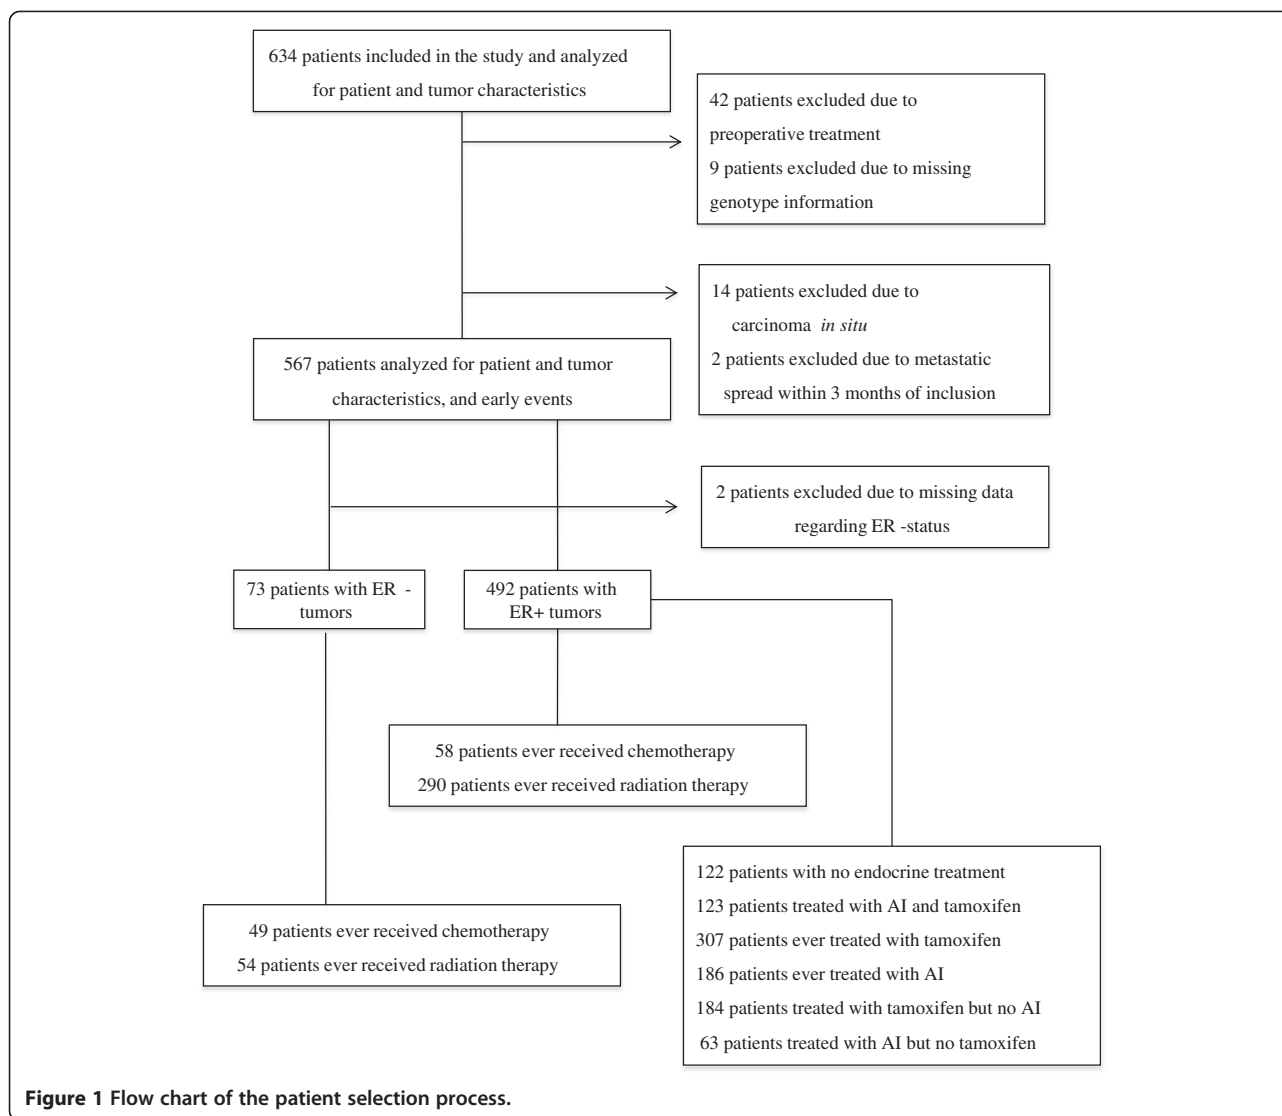 634 patients included in the study and analyzed
for patient and tumor characteristics
42 patients excluded due to
preoperative treatment
9 patients excluded due to missing
genotype information
14 patients excluded due to
carcinoma in situ
2 patients excluded due to metastatic
spread within 3 months of inclusion
567 patients analyzed for patient and tumor
characteristics, and early events
2 patients excluded due to missing data
regarding ER -status
73 patients with ER -
tumors
492 patients with
ER+ tumors
58 patients ever received chemotherapy
290 patients ever received radiation therapy
49 patients ever received chemotherapy
54 patients ever received radiation therapy
122 patients with no endocrine treatment
123 patients treated with AI and tamoxifen
307 patients ever treated with tamoxifen
186 patients ever treated with AI
184 patients treated with tamoxifen but no AI
63 patients treated with AI but no tamoxifen
Figure 1 Flow chart of the patient selection process.